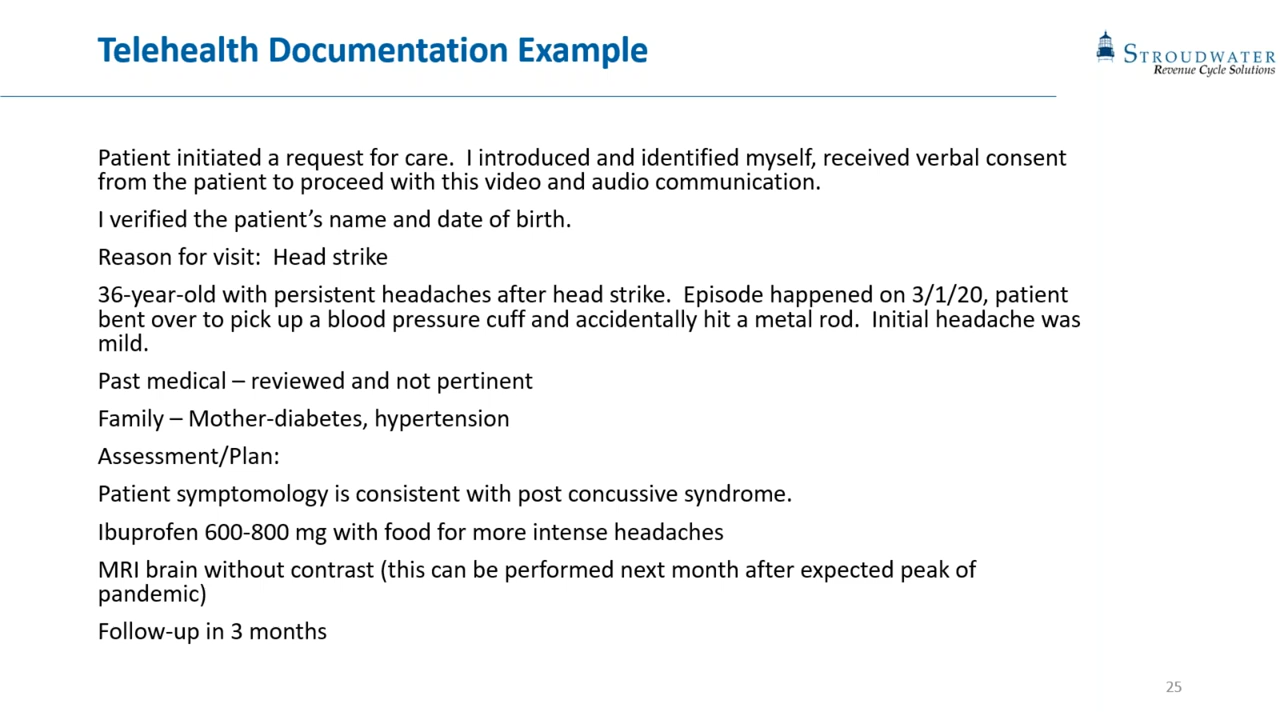 Telehealth Documentation Example
STROUDWATER
Revenue Cycle Solutions
Patient initiated a request for care.  I introduced and identified myself, received verbal consent
from the patient to proceed with this video and audio communication.
I verified the patient’s name and date of birth.
Reason for visit:  Head strike
36-year-old with persistent headaches after head strike.  Episode happened on 3/1/20, patient
bent over to pick up a blood pressure cuff and accidentally hit a metal rod.  Initial headache was
mild.
Past medical – reviewed and not pertinent
Family – Mother-diabetes, hypertension
Assessment/Plan:
Patient symptomology is consistent with post concussive syndrome.
Ibuprofen 600-800 mg with food for more intense headaches
MRI brain without contrast (this can be performed next month after expected peak of
pandemic)
Follow-up in 3 months
25